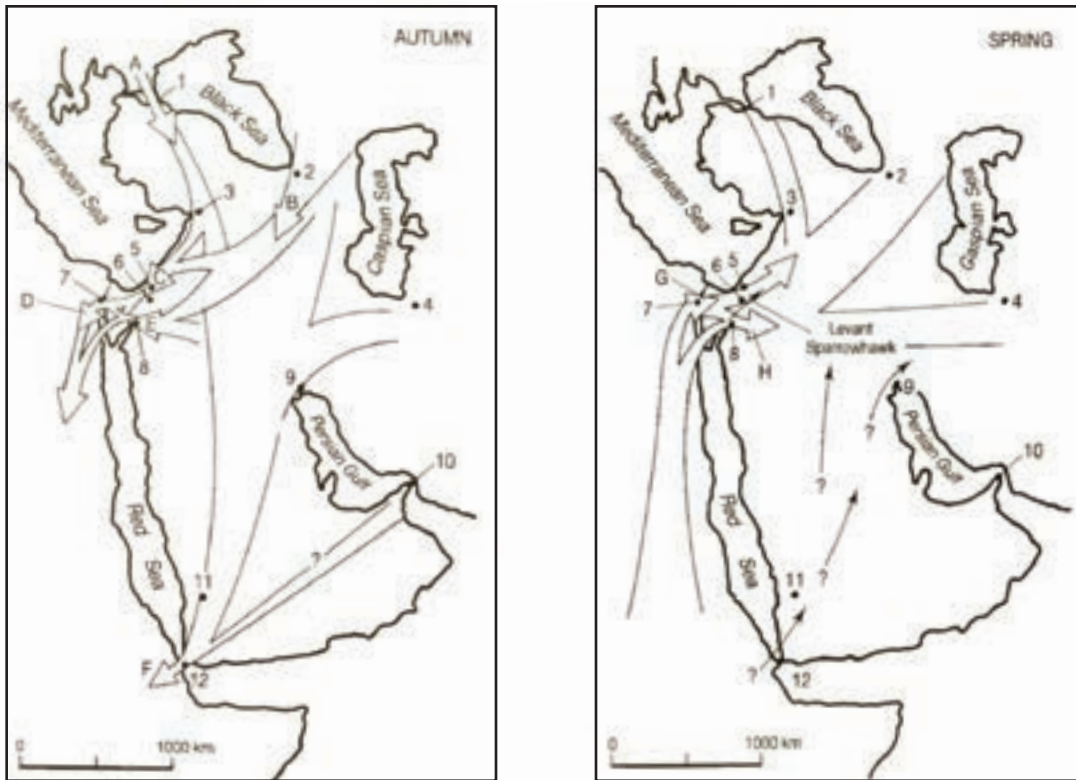 AUTUMN
A
1
Black Sea
Mediterranean Sea
2
B
3
Caspian Sea
5
6
C
7
D
4
E
8
9
Persian Gulf
10
Red
Sea
?
11
F
12
0
1000 km
SPRING
1
Black Sea
Mediterranean Sea
2
3
Caspian Sea
G
6
5
7
4
Levant
Sparrowhawk
8
H
9
?
Persian Gulf
10
?
Red
Sea
11
?
?
12
0
1000 km